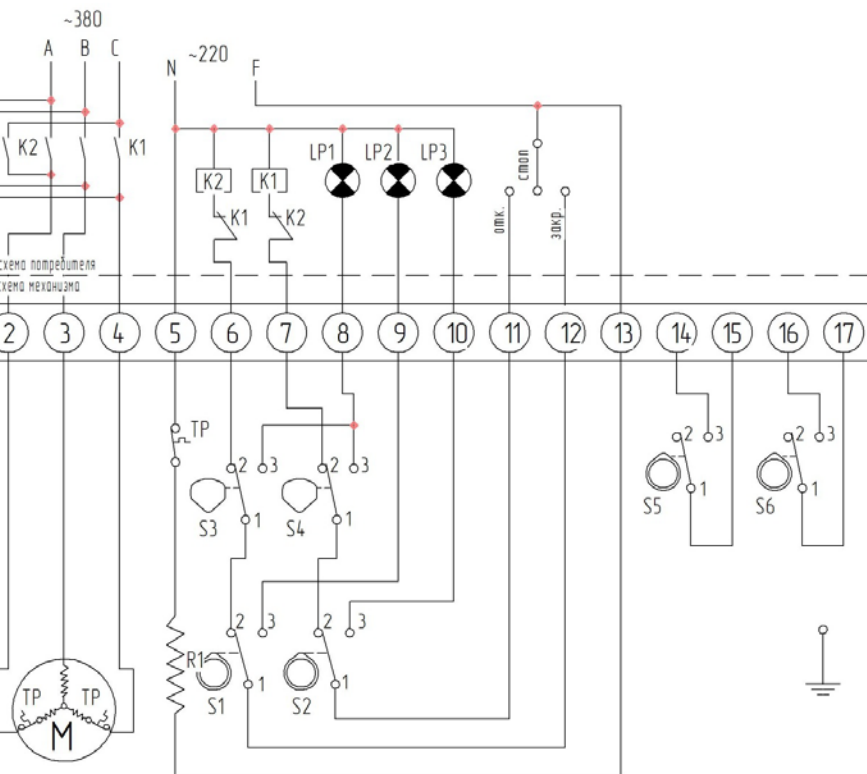 ~380
A B C
N ~220 F
K2 K1
LP1 LP2 LP3
K2 K1
K1 K2
отк.
стоп
закр.
схема потребителя
схема механизма
2 3 4 5 6 7 8 9 10 11 12 13 14 15 16 17
TP
2 3 2 3 2 3 2 3
S3 1 S4 1 S5 1 S6 1
2 3 2 3
R1
S1 1 S2 1
TP TP
M